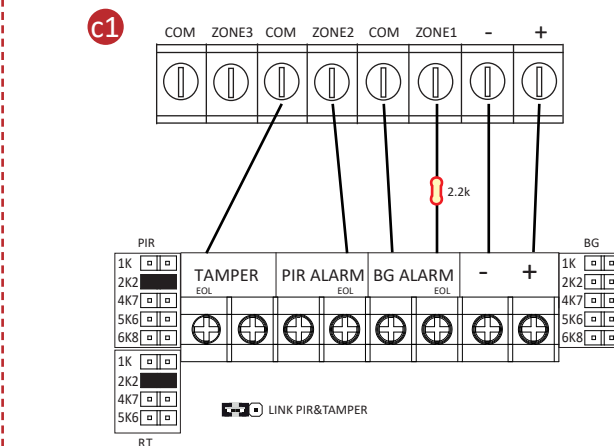 c1
COM ZONE3 COM ZONE2 COM ZONE1 - +
2.2k
PIR
BG
1K
2K2
4K7
5K6
6K8
TAMPER PIR ALARM BG ALARM - +
EOL EOL EOL
1K
2K2
4K7
5K6
6K8
1K
2K2
4K7
5K6
RT
LINK PIR&TAMPER